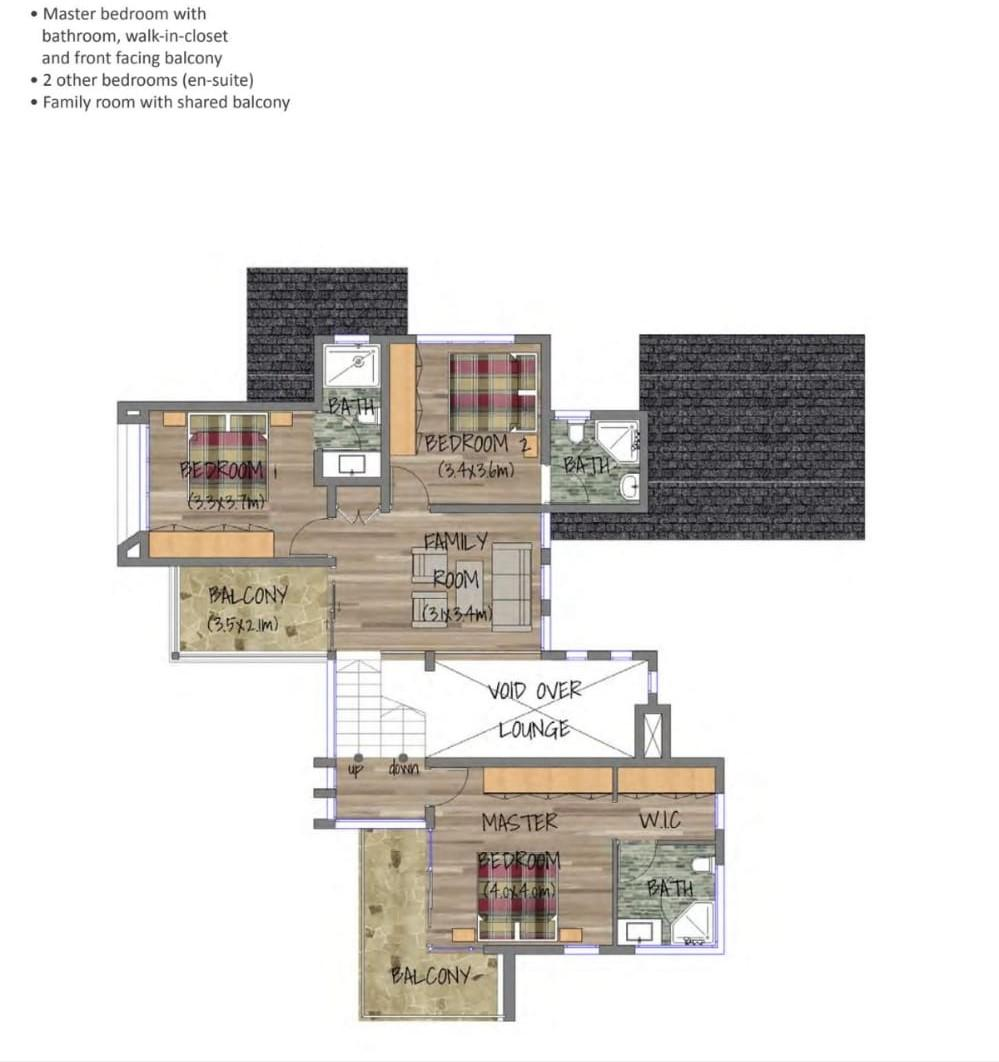 • Master bedroom with
bathroom, walk-in-closet
and front facing balcony
• 2 other bedrooms (en-suite)
• Family room with shared balcony
BATH
BEDROOM 2
(3.4X3.6m)
BATH
BEDROOM 1
(3.3X3.7m)
FAMILY
ROOM
(3.1X3.4m)
BALCONY
(3.5X2.1m)
VOID OVER
LOUNGE
up
down
MASTER
BEDROOM
(4.0X4.0m)
W.I.C
BATH
BALCONY